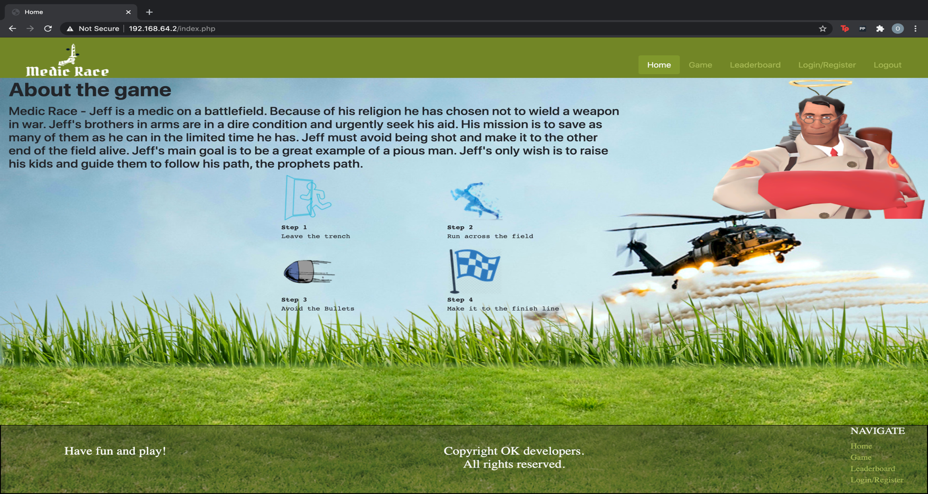 Home
Not Secure
192.168.64.2/index.php
Medic Race
Home
Game
Leaderboard
Login/Register
Logout
About the game
Medic Race - Jeff is a medic on a battlefield. Because of his religion he has chosen not to wield a weapon
in war. Jeff's brothers in arms are in a dire condition and urgently seek his aid. His mission is to save as
many of them as he can in the limited time he has. Jeff must avoid being shot and make it to the other
end of the field alive. Jeff's main goal is to be a great example of a pious man. Jeff's only wish is to raise
his kids and guide them to follow his path, the prophets path.
Step 1
Leave the trench
Step 2
Run across the field
Step 3
Avoid the Bullets
Step 4
Make it to the finish line
Have fun and play!
Copyright OK developers.
All rights reserved.
NAVIGATE
Home
Game
Leaderboard
Login/Register